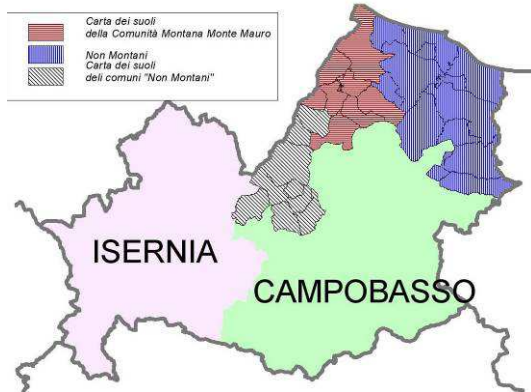 Carta dei suoli
della Comunità Montana Monte Mauro
Non Montani
Carta dei suoli
deli comuni "Non Montani"
ISERNIA
CAMPOBASSO